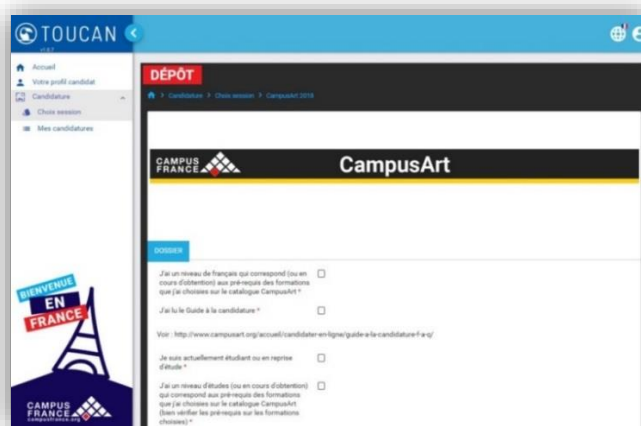 TOUCAN
v1.0.7
Accueil
Votre profil candidat
Candidature
Choix session
Mes candidatures
BIENVENUE
EN
FRANCE
CAMPUS
FRANCE
campusfrance.org
DÉPÔT
Candidature > Choix session > CampusArt 2018
CAMPUS
FRANCE
CampusArt
DOSSIER
J'ai un niveau de français qui correspond (ou en
cours d'obtention) aux pré-requis des formations
que j'ai choisies sur le catalogue CampusArt *
J'ai lu le Guide à la candidature *
Voir : http://www.campusart.org/accueil/candidater-en-ligne/guide-a-la-candidature-f-a-q/
Je suis actuellement étudiant ou en reprise
d'étude *
J'ai un niveau d'études (ou en cours d'obtention)
qui correspond aux pré-requis des formations
que j'ai choisies sur le catalogue CampusArt
(bien vérifier les pré-requis sur les formations
choisies) *